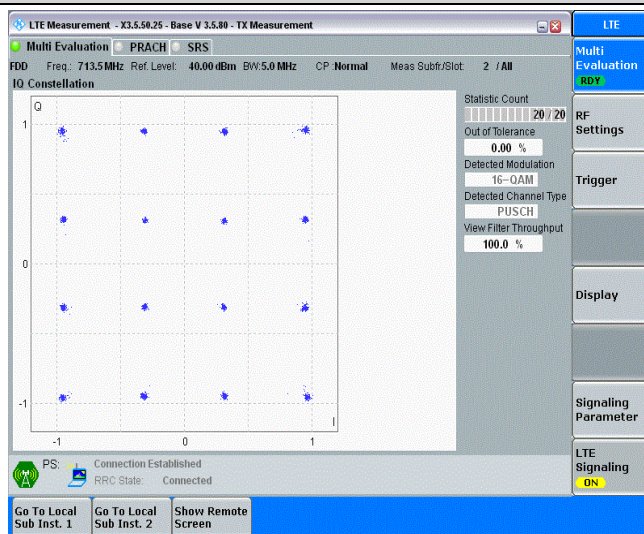 LTE Measurement - X3.5.50.25 - Base V 3.5.80 - TX Measurement
LTE
Multi Evaluation PRACH SRS
Multi
Evaluation
RDY
FDD Freq.: 713.5 MHz Ref. Level: 40.00 dBm BW: 5.0 MHz CP : Normal Meas Subfr./Slot: 2 / All
IQ Constellation
Q
1
0
-1
-1 0 1
I
Statistic Count
20 / 20
Out of Tolerance
0.00 %
Detected Modulation
16-QAM
Detected Channel Type
PUSCH
View Filter Throughput
100.0 %
RF
Settings
Trigger
Display
Signaling
Parameter
LTE
Signaling
ON
PS: Connection Established
RRC State: Connected
Go To Local
Sub Inst. 1
Go To Local
Sub Inst. 2
Show Remote
Screen